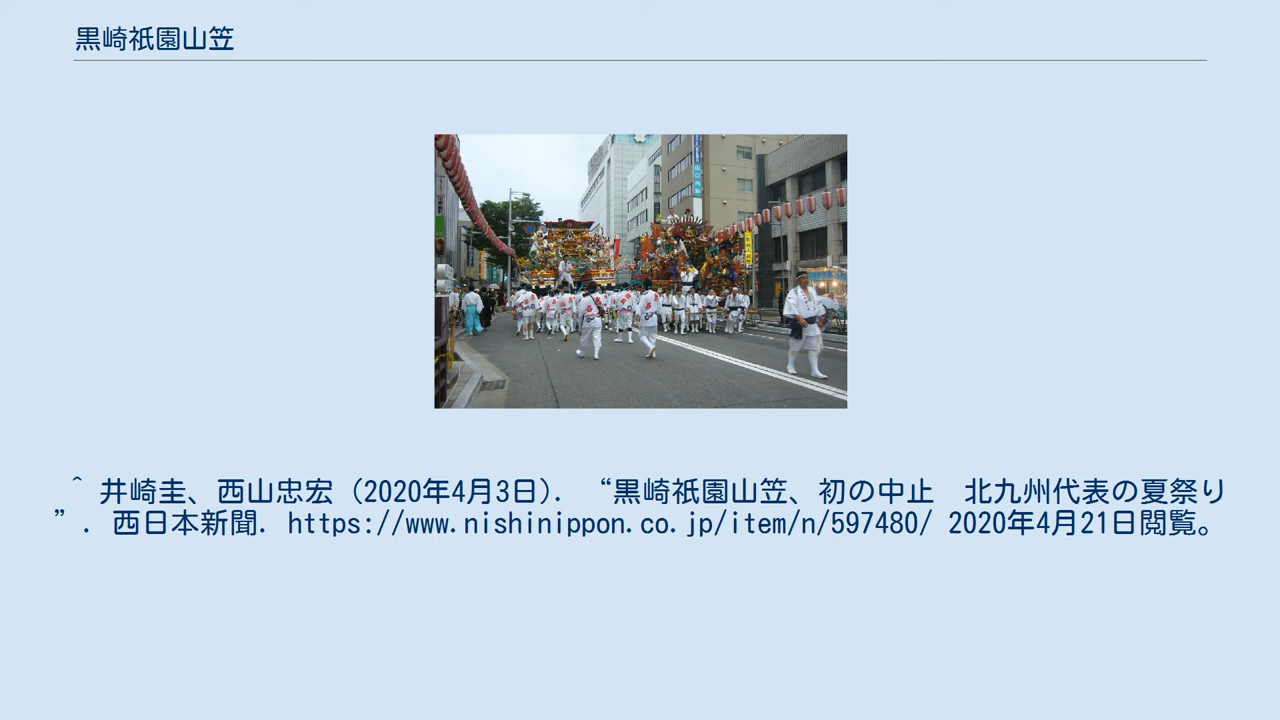 黒崎祇園山笠
^ 井崎圭、西山忠宏 (2020年4月3日). “黒崎祇園山笠、初の中止　北九州代表の夏祭り
”. 西日本新聞. https://www.nishinippon.co.jp/item/n/597480/ 2020年4月21日閲覧。